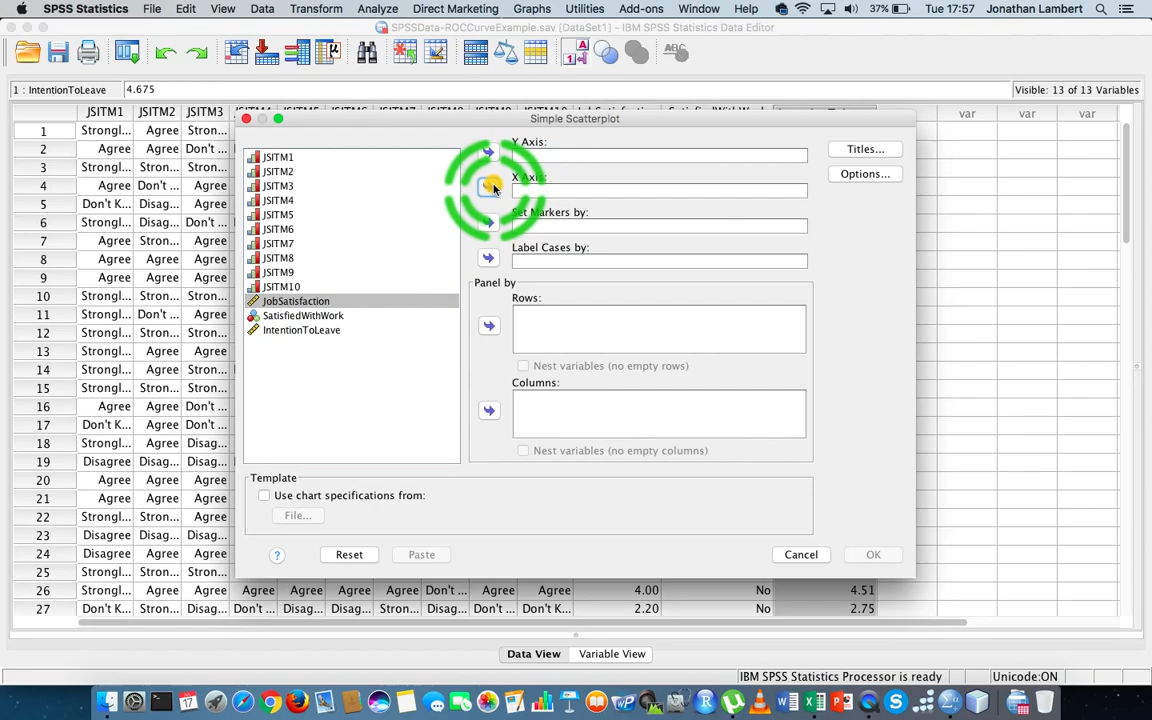 SPSS Statistics File Edit View Data Transform Analyze Direct Marketing Graphs Utilities Add-ons Window Help 37% Tue 17:57 Jonathan Lambert
SPSSData-ROCCurveExample.sav [DataSet1] - IBM SPSS Statistics Data Editor
1 : IntentionToLeave 4.675 Visible: 13 of 13 Variables
JSITM1 JSITM2 JSITM3 var var var
Simple Scatterplot
1 Strongl... Agree Stron...
2 Agree Agree Don't ...
3 Strongl... Agree Stron...
4 Agree Don't ... Agree
5 Strongl... Don't ... Agree
6 Don't K... Stron... Disag...
7 Agree Agree Agree
8 Agree Don't ... Agree
9 Agree Agree Don't ...
10 Strongl... Agree Stron...
11 Strongl... Don't ... Agree
12 Strongl... Agree Stron...
13 Strongl... Agree Agree
14 Strongl... Agree Don't ...
15 Strongl... Agree Stron...
16 Agree Don't ... Don't ...
17 Don't K... Agree Don't ...
18 Strongl... Agree Disag...
19 Disagree Disag... Disag...
20 Agree Agree Stron...
21 Agree Agree Don't ...
22 Strongl... Agree Stron...
23 Disagree Disag... Disag...
24 Disagree Agree Don't ...
25 Strongl... Agree Stron...
26 Strongl... Agree Agree Agree Agree Agree Don't ... Agree Agree Agree 4.00 No 4.51
27 Don't K... Stron... Disag... Don't ... Disag... Stron... Don't ... Don't ... Disag... Don't ... 2.20 No 2.75
JSITM1
JSITM2
JSITM3
JSITM4
JSITM5
JSITM6
JSITM7
JSITM8
JSITM9
JSITM10
JobSatisfaction
SatisfiedWithWork
IntentionToLeave
Y Axis:
X Axis:
Set Markers by:
Label Cases by:
Panel by
Rows:
Nest variables (no empty rows)
Columns:
Nest variables (no empty columns)
Titles...
Options...
Template
Use chart specifications from:
File...
? Reset Paste Cancel OK
Data View Variable View
IBM SPSS Statistics Processor is ready Unicode:ON